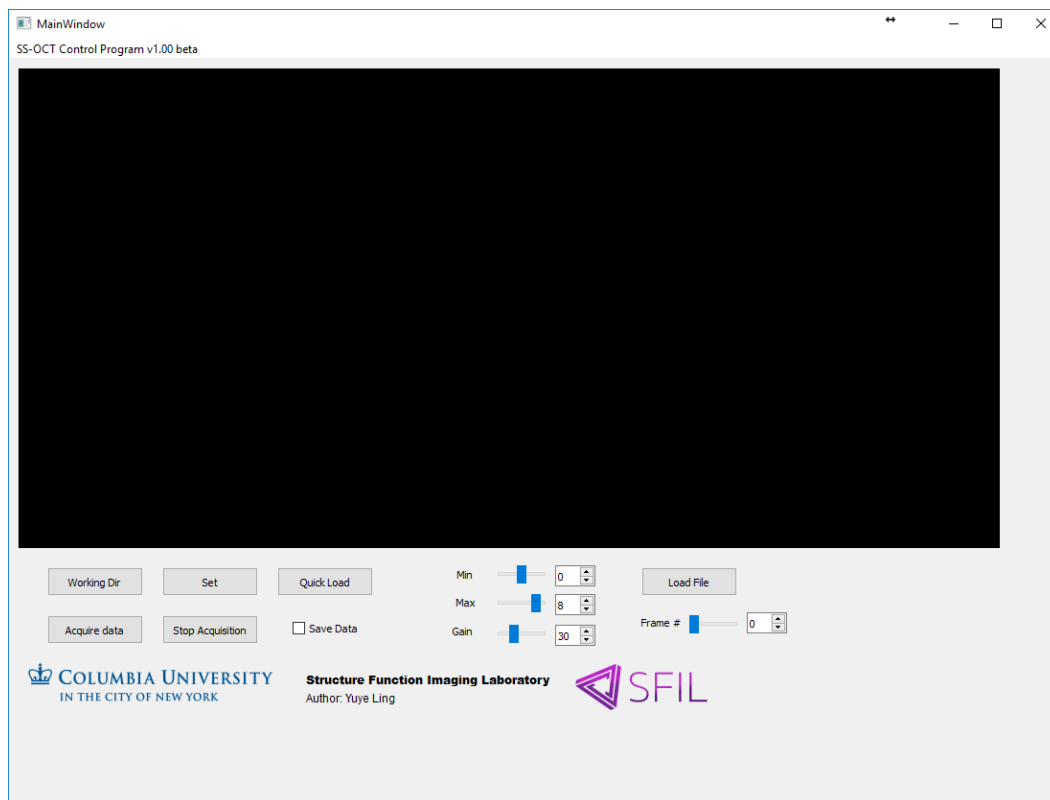 MainWindow
SS-OCT Control Program v1.00 beta
Working Dir
Set
Quick Load
Min
0
Load File
Max
8
Acquire data
Stop Acquisition
Save Data
Gain
30
Frame #
0
COLUMBIA UNIVERSITY
IN THE CITY OF NEW YORK
Structure Function Imaging Laboratory
Author: Yuye Ling
SFIL